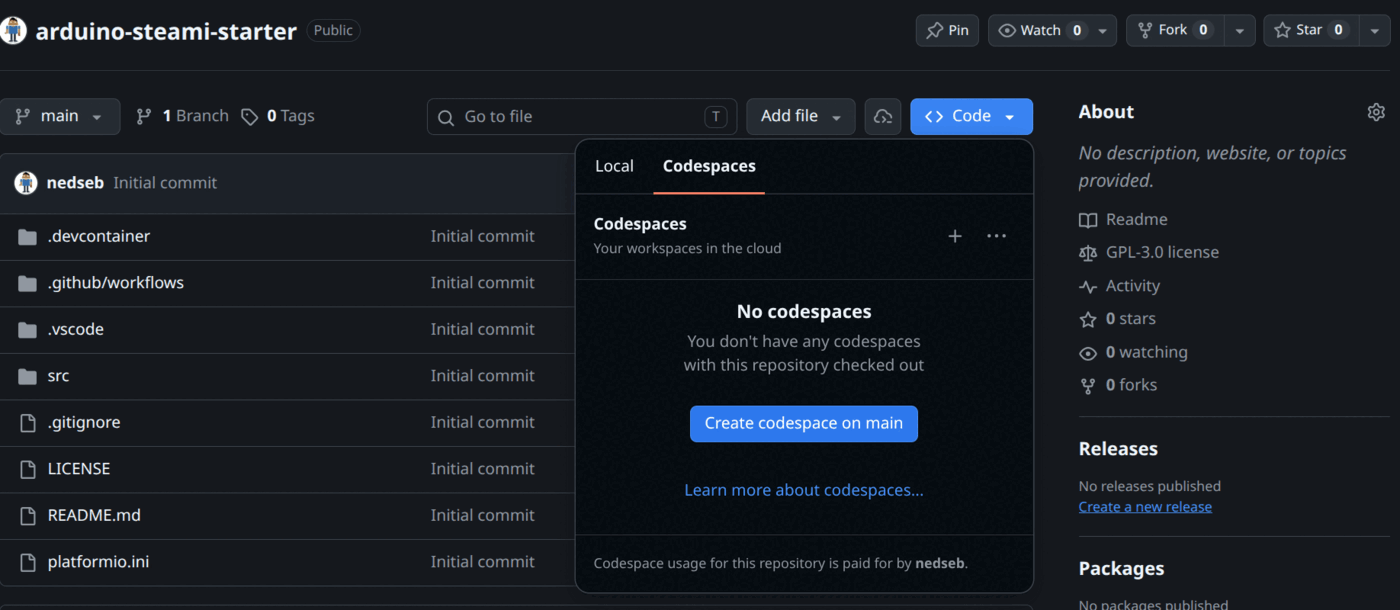 arduino-steami-starter Public
Pin
Watch 0
Fork 0
Star 0
main
1 Branch
0 Tags
Go to file
T
Add file
Code
nedseb Initial commit
.devcontainer Initial commit
.github/workflows Initial commit
.vscode Initial commit
src Initial commit
.gitignore Initial commit
LICENSE Initial commit
README.md Initial commit
platformio.ini Initial commit
Local Codespaces
Codespaces
Your workspaces in the cloud
No codespaces
You don't have any codespaces
with this repository checked out
Create codespace on main
Learn more about codespaces...
Codespace usage for this repository is paid for by nedseb.
About
No description, website, or topics
provided.
Readme
GPL-3.0 license
Activity
0 stars
0 watching
0 forks
Releases
No releases published
Create a new release
Packages
No packages published